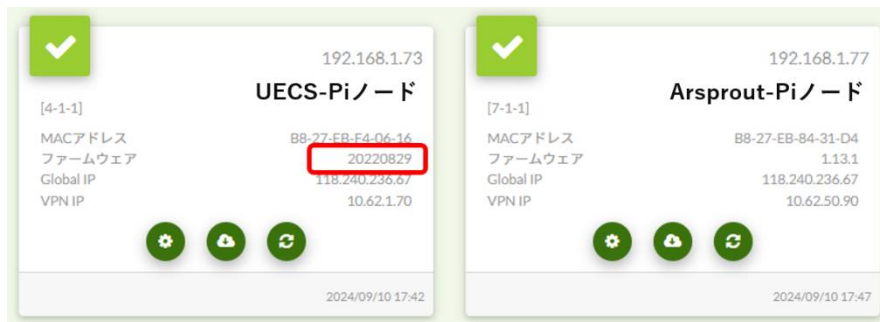 192.168.1.73
UECS-Piノード
[4-1-1]
MACアドレス B8-27-EB-F4-06-16
ファームウェア 20220829
Global IP 118.240.236.67
VPN IP 10.62.1.70
2024/09/10 17:42
192.168.1.77
Arsprout-Piノード
[7-1-1]
MACアドレス B8-27-EB-84-31-D4
ファームウェア 1.13.1
Global IP 118.240.236.67
VPN IP 10.62.50.90
2024/09/10 17:47